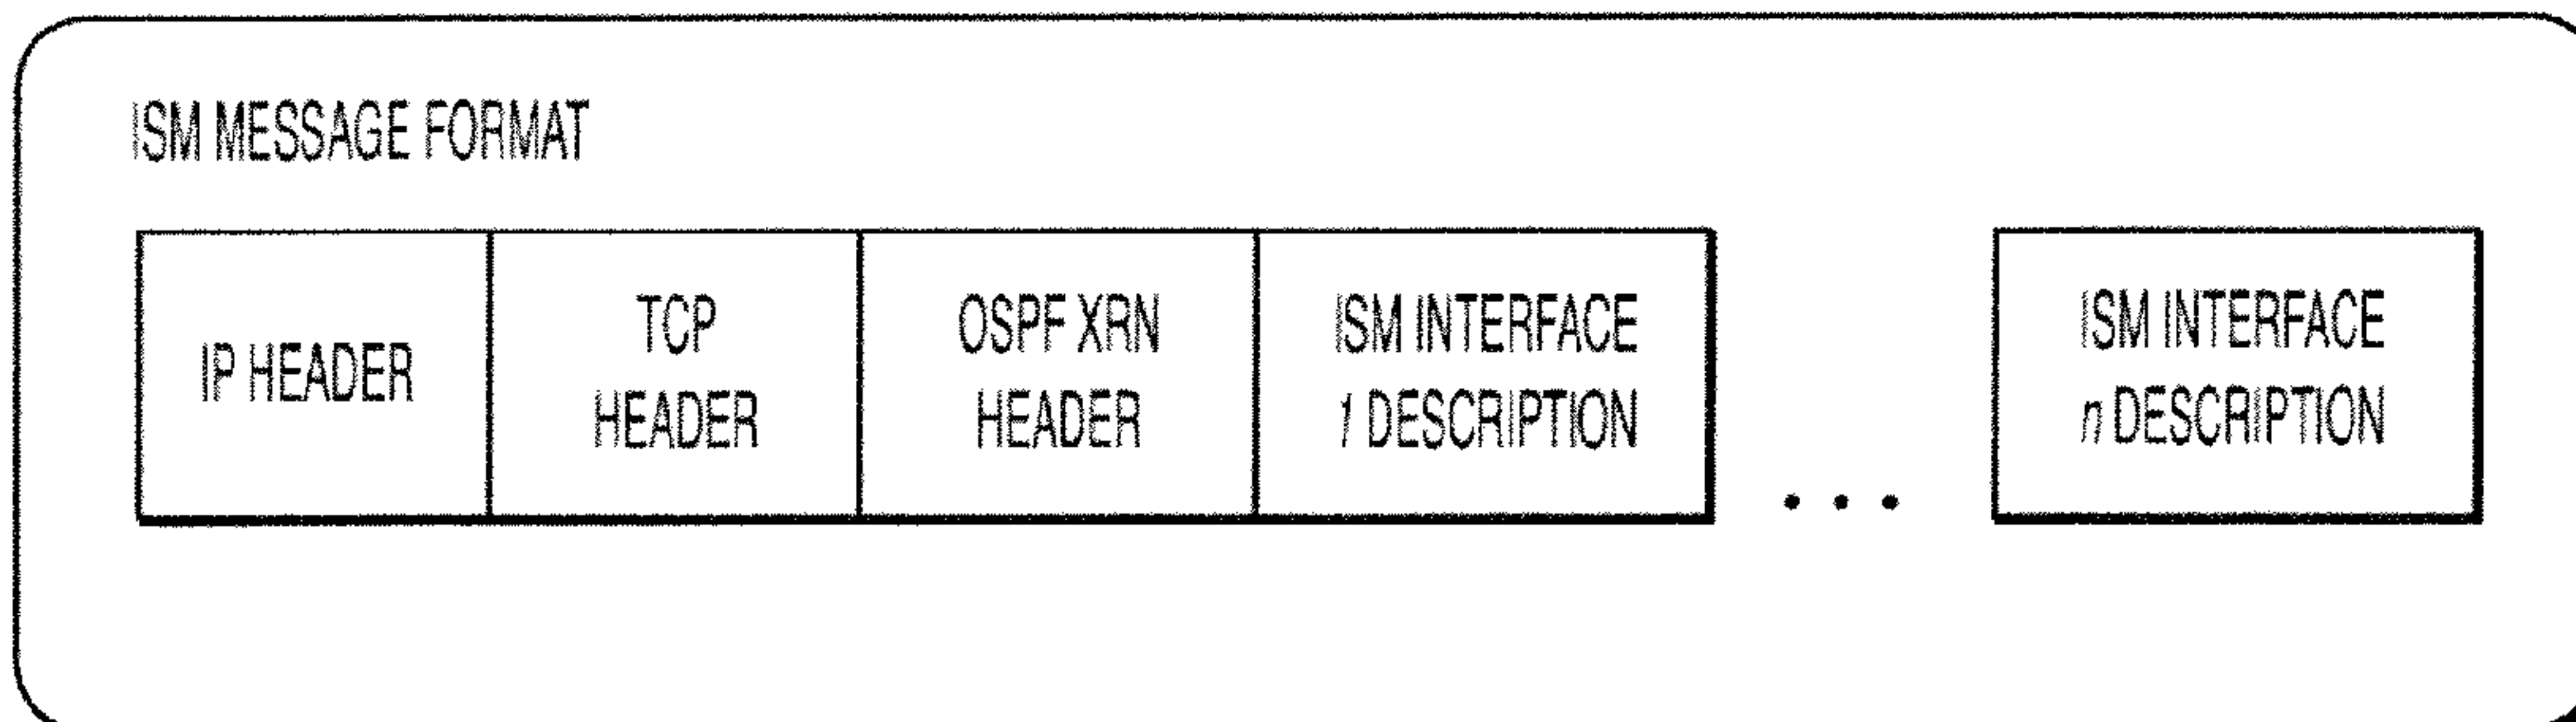 ISM MESSAGE FORMAT
IP HEADER
TCP
HEADER
OSPF XRN
HEADER
ISM INTERFACE
1 DESCRIPTION
. . .
ISM INTERFACE
n DESCRIPTION